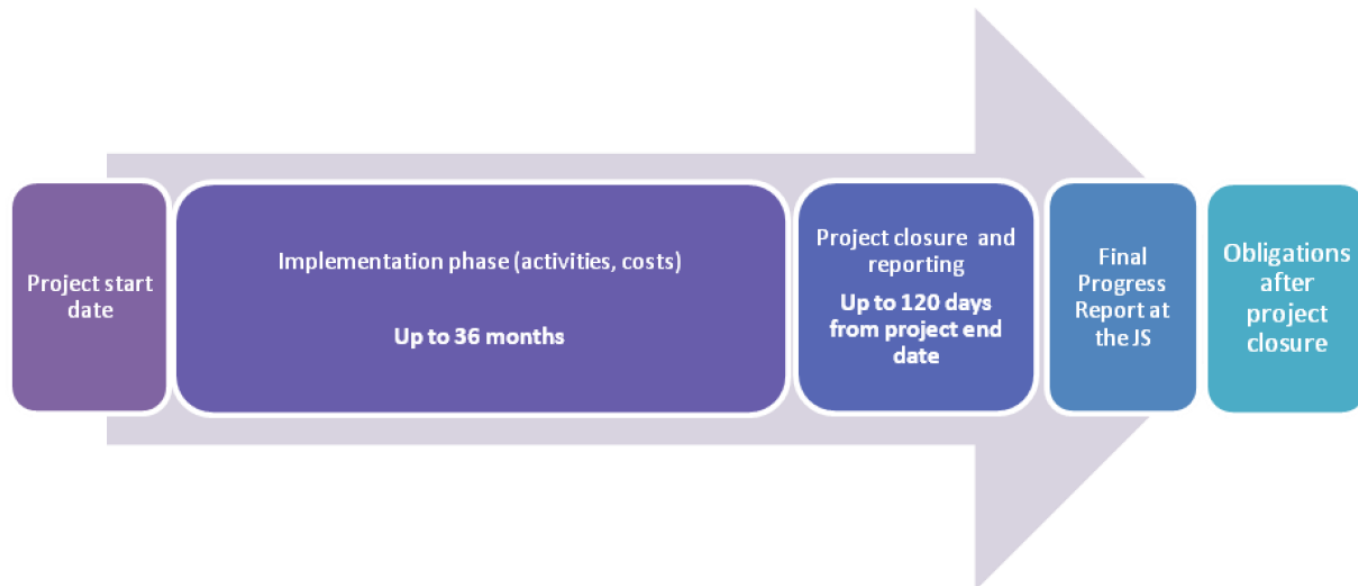 Project start
date
Implementation phase (activities, costs)
Up to 36 months
Project closure and
reporting
Up to 120 days
from project end
date
Final
Progress
Report at
the JS
Obligations
after
project
closure